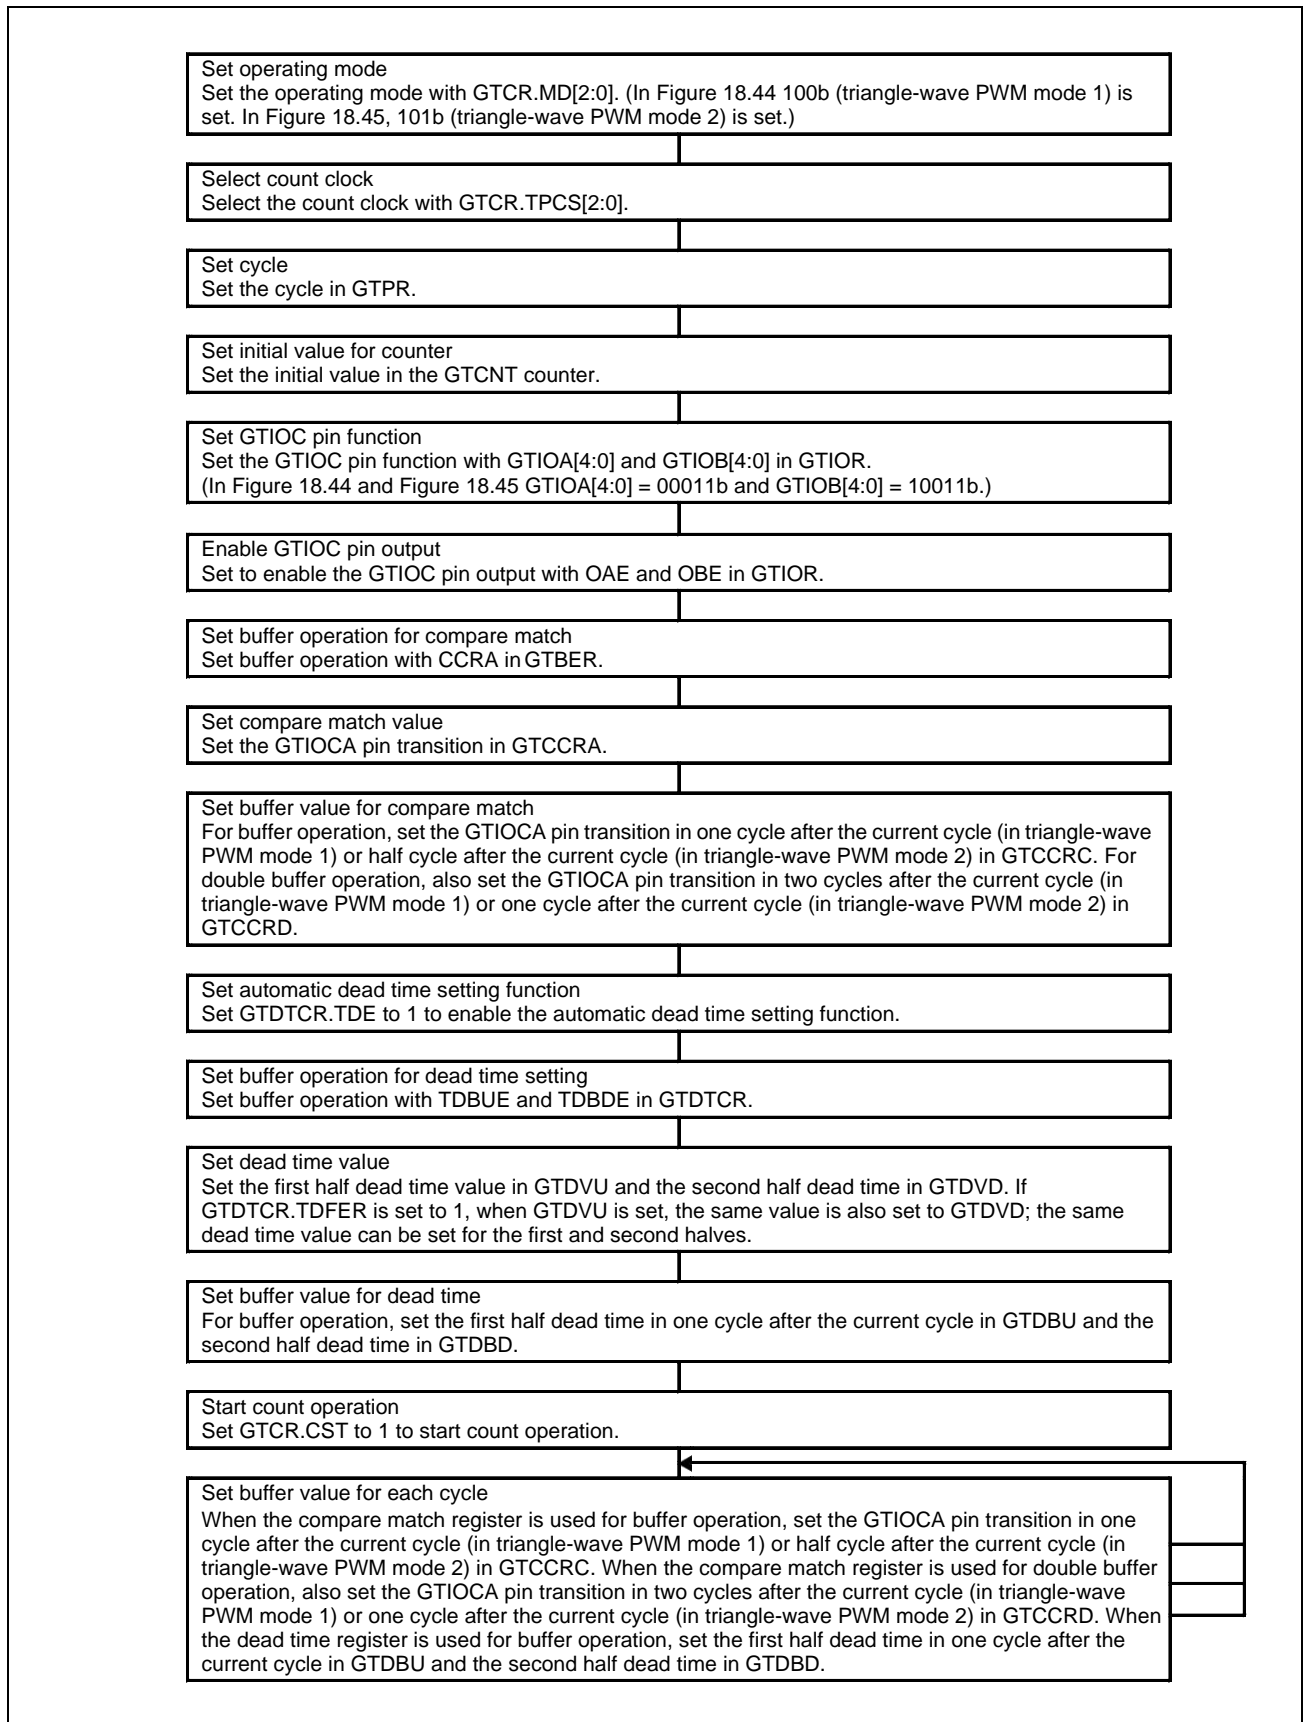 Set operating mode
Set the operating mode with GTCR.MD[2:0]. (In Figure 18.44 100b (triangle-wave PWM mode 1) is
set. In Figure 18.45, 101b (triangle-wave PWM mode 2) is set.)
Select count clock
Select the count clock with GTCR.TPCS[2:0].
Set cycle
Set the cycle in GTPR.
Set initial value for counter
Set the initial value in the GTCNT counter.
Set GTIOC pin function
Set the GTIOC pin function with GTIOA[4:0] and GTIOB[4:0] in GTIOR.
(In Figure 18.44 and Figure 18.45 GTIOA[4:0] = 00011b and GTIOB[4:0] = 10011b.)
Enable GTIOC pin output
Set to enable the GTIOC pin output with OAE and OBE in GTIOR.
Set buffer operation for compare match
Set buffer operation with CCRA in GTBER.
Set compare match value
Set the GTIOCA pin transition in GTCCRA.
Set buffer value for compare match
For buffer operation, set the GTIOCA pin transition in one cycle after the current cycle (in triangle-wave
PWM mode 1) or half cycle after the current cycle (in triangle-wave PWM mode 2) in GTCCRC. For
double buffer operation, also set the GTIOCA pin transition in two cycles after the current cycle (in
triangle-wave PWM mode 1) or one cycle after the current cycle (in triangle-wave PWM mode 2) in
GTCCRD.
Set automatic dead time setting function
Set GTDTCR.TDE to 1 to enable the automatic dead time setting function.
Set buffer operation for dead time setting
Set buffer operation with TDBUE and TDBDE in GTDTCR.
Set dead time value
Set the first half dead time value in GTDVU and the second half dead time in GTDVD. If
GTDTCR.TDFER is set to 1, when GTDVU is set, the same value is also set to GTDVD; the same
dead time value can be set for the first and second halves.
Set buffer value for dead time
For buffer operation, set the first half dead time in one cycle after the current cycle in GTDBU and the
second half dead time in GTDBD.
Start count operation
Set GTCR.CST to 1 to start count operation.
Set buffer value for each cycle
When the compare match register is used for buffer operation, set the GTIOCA pin transition in one
cycle after the current cycle (in triangle-wave PWM mode 1) or half cycle after the current cycle (in
triangle-wave PWM mode 2) in GTCCRC. When the compare match register is used for double buffer
operation, also set the GTIOCA pin transition in two cycles after the current cycle (in triangle-wave
PWM mode 1) or one cycle after the current cycle (in triangle-wave PWM mode 2) in GTCCRD. When
the dead time register is used for buffer operation, set the first half dead time in one cycle after the
current cycle in GTDBU and the second half dead time in GTDBD.